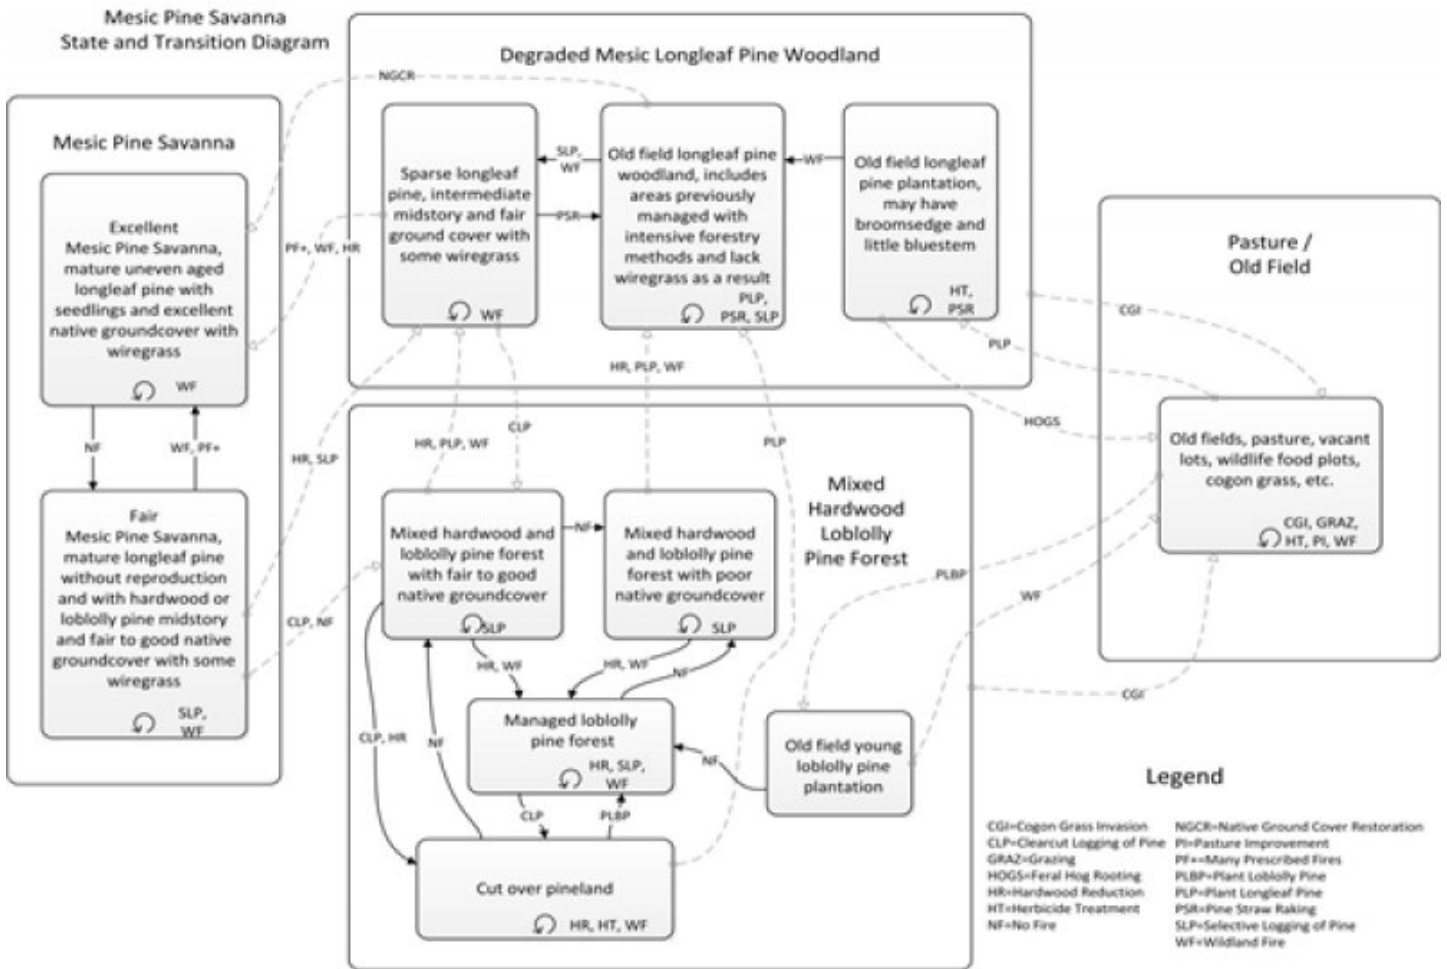 Mesic Pine Savanna
State and Transition Diagram
Degraded Mesic Longleaf Pine Woodland
NGCR
Mesic Pine Savanna
Excellent
Mesic Pine Savanna,
mature uneven aged
longleaf pine with
seedlings and excellent
native groundcover with
wiregrass
WF
NF
WF, PF+
Fair
Mesic Pine Savanna,
mature longleaf pine
without reproduction
and with hardwood or
loblolly pine midstory
and fair to good native
groundcover with some
wiregrass
SLP,
WF
PF+, WF, HR
HR, SLP
CLP, NF
Sparse longleaf
pine, intermediate
midstory and fair
ground cover with
some wiregrass
WF
SLP,
WF
PSR
Old field longleaf pine
woodland, includes
areas previously
managed with
intensive forestry
methods and lack
wiregrass as a result
PLP,
PSR, SLP
WF
Old field longleaf
pine plantation,
may have
broomsedge and
little bluestem
HT,
PSR
HR, PLP, WF
CLP
HR, PLP, WF
PLP
CGI
PLP
HOGS
Pasture /
Old Field
Old fields, pasture, vacant
lots, wildlife food plots,
cogon grass, etc.
CGI, GRAZ,
HT, PI, WF
PLBP
WF
CGI
Mixed
Hardwood
Loblolly
Pine Forest
Mixed hardwood and
loblolly pine forest
with fair to good
native groundcover
SLP
NF
Mixed hardwood
and loblolly pine
forest with poor
native groundcover
SLP
HR, WF
HR, WF
NF
CLP, HR
NF
Managed loblolly
pine forest
HR, SLP,
WF
NF
Old field young
loblolly pine
plantation
CLP
PLBP
Cut over pineland
HR, HT, WF
Legend
CGI=Cogon Grass Invasion
CLP=Clearcut Logging of Pine
GRAZ=Grazing
HOGS=Feral Hog Rooting
HR=Hardwood Reduction
HT=Herbicide Treatment
NF=No Fire
NGCR=Native Ground Cover Restoration
PI=Pasture Improvement
PF+=Many Prescribed Fires
PLBP=Plant Loblolly Pine
PLP=Plant Longleaf Pine
PSR=Pine Straw Raking
SLP=Selective Logging of Pine
WF=Wildland Fire